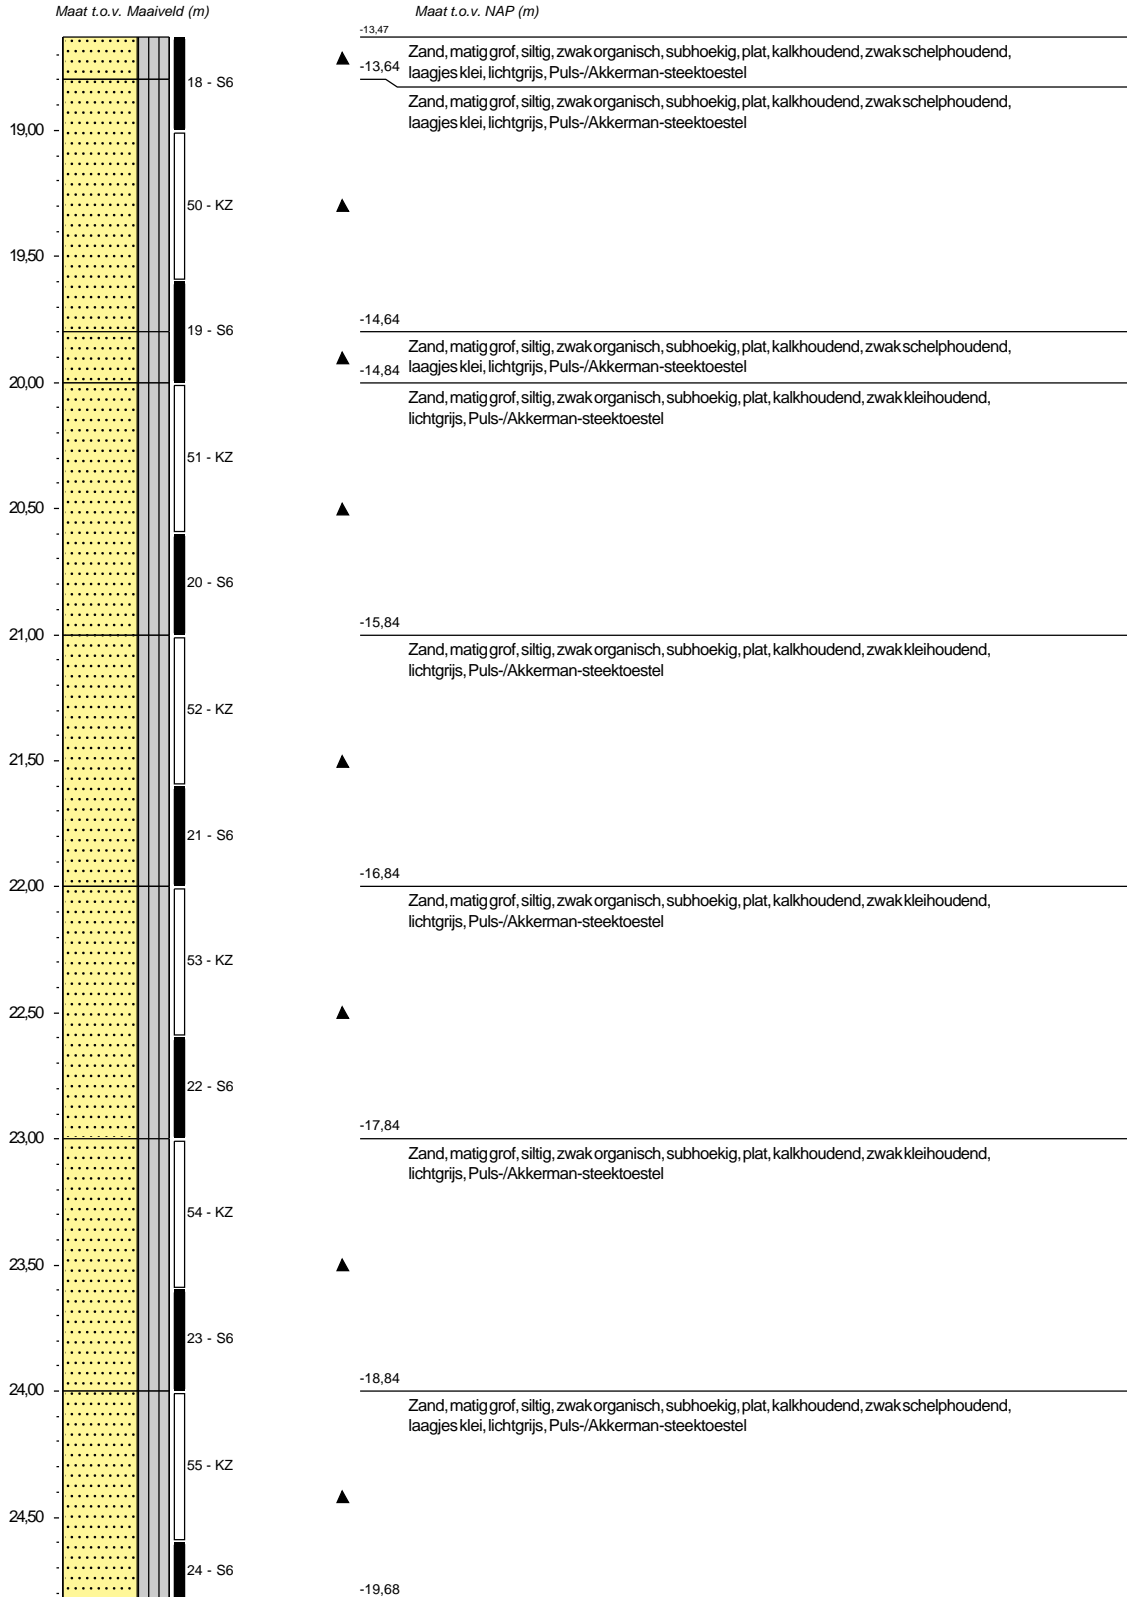 Maat t.o.v. Maaiveld (m)
Maat t.o.v. NAP (m)
-13,47
Zand, matig grof, siltig, zwak organisch, subhoekig, plat, kalkhoudend, zwak schelphoudend,
laagjes klei, lichtgrijs, Puls-/Akkerman-steektoestel
-13,64
18 - S6
Zand, matig grof, siltig, zwak organisch, subhoekig, plat, kalkhoudend, zwak schelphoudend,
laagjes klei, lichtgrijs, Puls-/Akkerman-steektoestel
19,00
50 - KZ
19,50
-14,64
19 - S6
Zand, matig grof, siltig, zwak organisch, subhoekig, plat, kalkhoudend, zwak schelphoudend,
laagjes klei, lichtgrijs, Puls-/Akkerman-steektoestel
-14,84
20,00
Zand, matig grof, siltig, zwak organisch, subhoekig, plat, kalkhoudend, zwak kleihoudend,
lichtgrijs, Puls-/Akkerman-steektoestel
51 - KZ
20,50
20 - S6
-15,84
21,00
Zand, matig grof, siltig, zwak organisch, subhoekig, plat, kalkhoudend, zwak kleihoudend,
lichtgrijs, Puls-/Akkerman-steektoestel
52 - KZ
21,50
21 - S6
-16,84
22,00
Zand, matig grof, siltig, zwak organisch, subhoekig, plat, kalkhoudend, zwak kleihoudend,
lichtgrijs, Puls-/Akkerman-steektoestel
53 - KZ
22,50
22 - S6
-17,84
23,00
Zand, matig grof, siltig, zwak organisch, subhoekig, plat, kalkhoudend, zwak kleihoudend,
lichtgrijs, Puls-/Akkerman-steektoestel
54 - KZ
23,50
23 - S6
-18,84
24,00
Zand, matig grof, siltig, zwak organisch, subhoekig, plat, kalkhoudend, zwak schelphoudend,
laagjes klei, lichtgrijs, Puls-/Akkerman-steektoestel
55 - KZ
24,50
24 - S6
-19,68